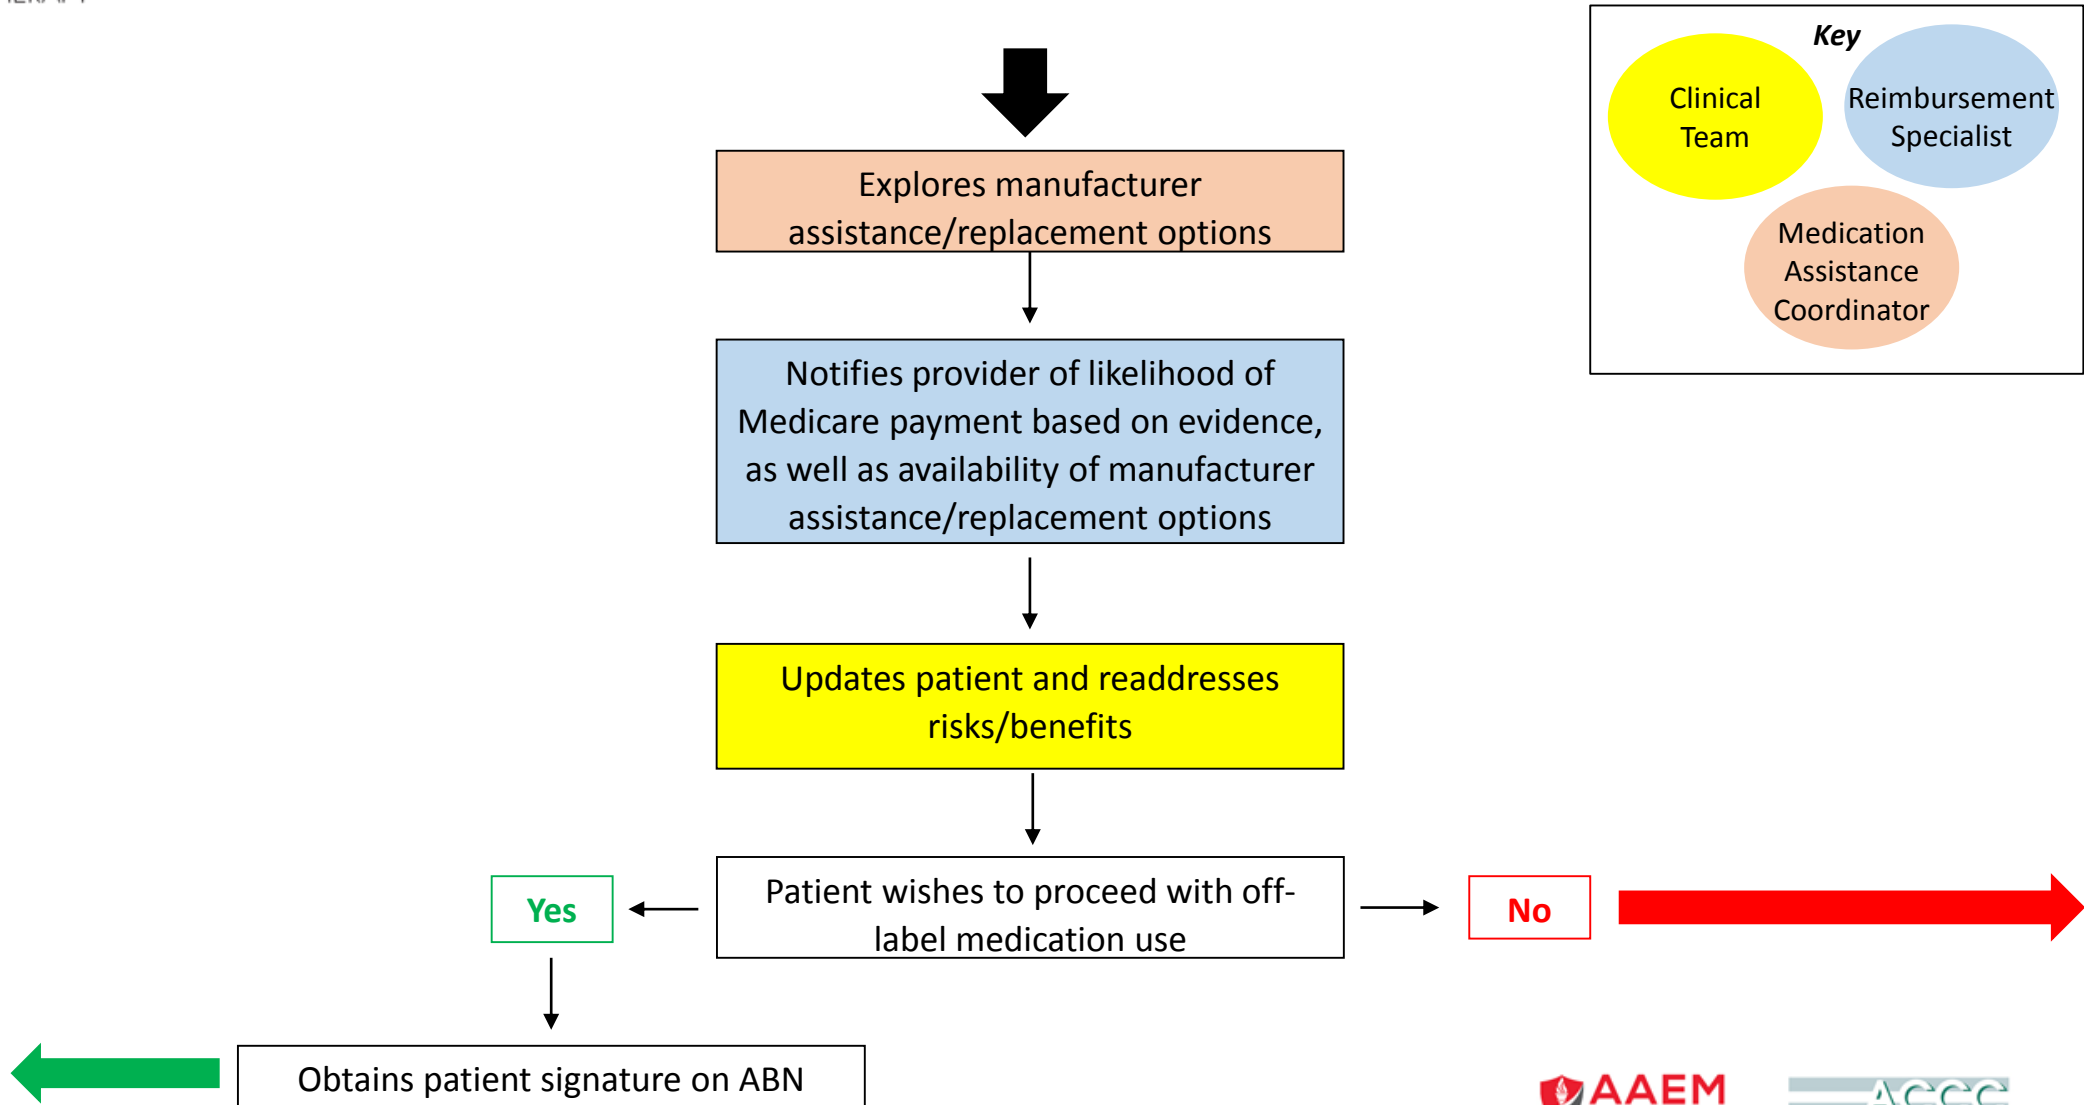 Key
Clinical
Team
Reimbursement
Specialist
Medication
Assistance
Coordinator
Explores manufacturer
assistance/replacement options
Notifies provider of likelihood of
Medicare payment based on evidence,
as well as availability of manufacturer
assistance/replacement options
Updates patient and readdresses
risks/benefits
Patient wishes to proceed with off-
label medication use
Yes
No
Obtains patient signature on ABN
AAEM
ACCC